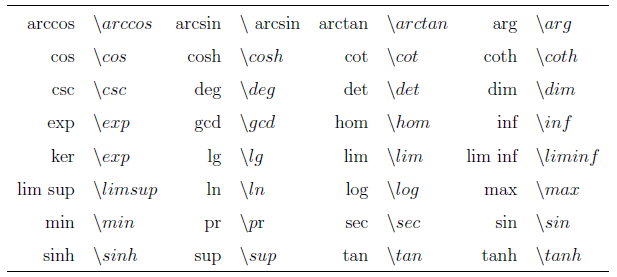 arccos \arccos arcsin \ arcsin arctan \arctan arg \arg
cos \cos cosh \cosh cot \cot coth \coth
csc \csc deg \deg det \det dim \dim
exp \exp gcd \gcd hom \hom inf \inf
ker \exp lg \lg lim \lim lim inf \liminf
lim sup \limsup ln \ln log \log max \max
min \min pr \pr sec \sec sin \sin
sinh \sinh sup \sup tan \tan tanh \tanh